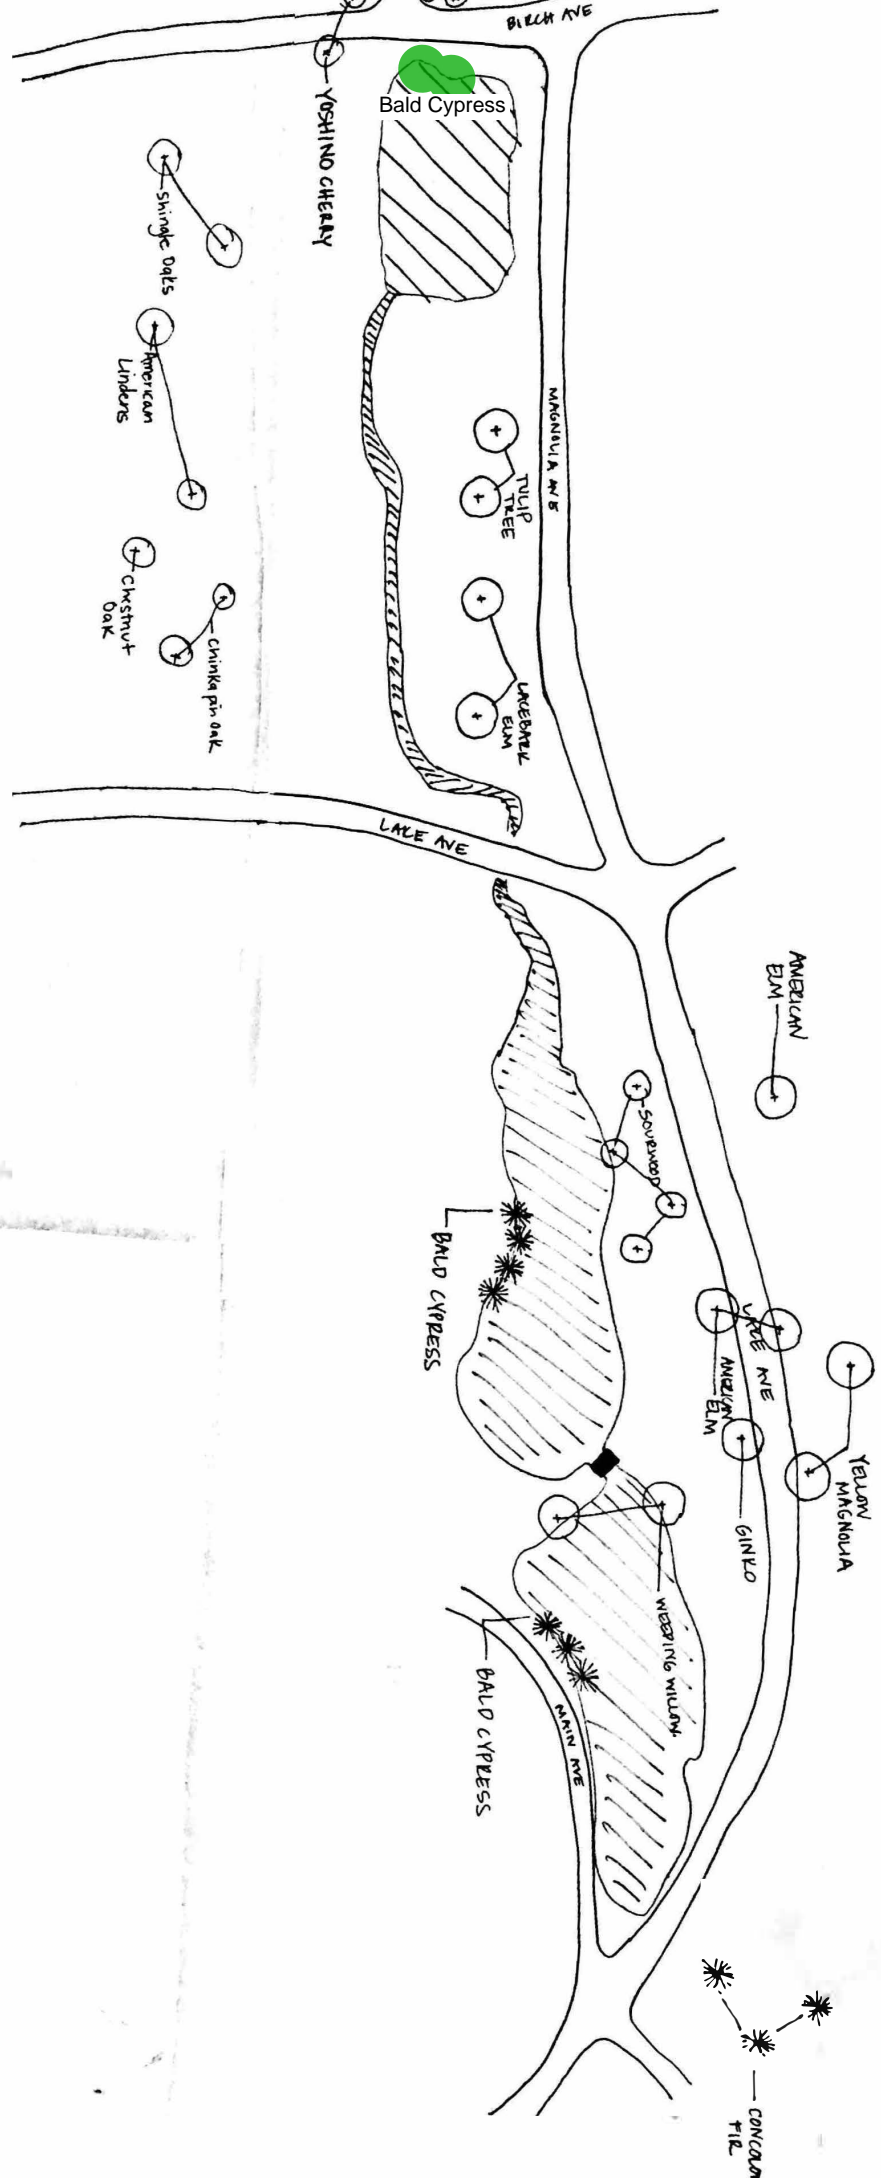 BIRCH AVE
Bald Cypress
YOSHINO CHERRY
Shingle Oaks
American
Lindens
MAGNOLIA AVE
TULIP
TREE
Chestnut
Oak
Chinkapin oak
LACEBARK
ELM
LAKE AVE
AMERICAN
ELM
SOURWOOD
BALD CYPRESS
LAKE AVE
AMERICAN
ELM
YELLOW
MAGNOLIA
GINKO
WEEPING WILLOW
BALD CYPRESS
MAIN AVE
CONCOLO
FIR